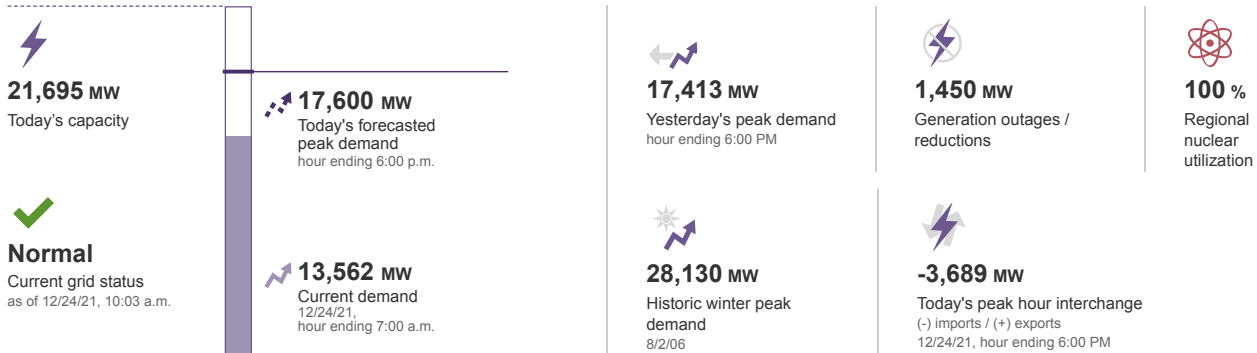 21,695 MW
Today's capacity
Normal
Current grid status
as of 12/24/21, 10:03 a.m.
17,600 MW
Today's forecasted
peak demand
hour ending 6:00 p.m.
13,562 MW
Current demand
12/24/21,
hour ending 7:00 a.m.
17,413 MW
Yesterday's peak demand
hour ending 6:00 PM
1,450 MW
Generation outages /
reductions
100 %
Regional
nuclear
utilization
28,130 MW
Historic winter peak
demand
8/2/06
-3,689 MW
Today's peak hour interchange
(-) imports / (+) exports
12/24/21, hour ending 6:00 PM